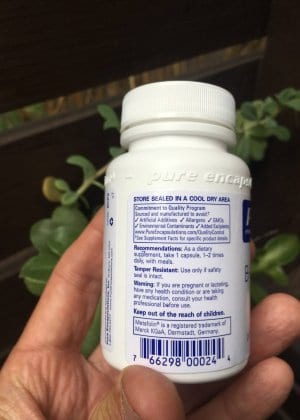 pure encaps
STORE SEALED IN A COOL DRY AREA
Commitment to Quality Program
Sourced and manufactured to avoid:*
✓ Artificial Additives ✓ Allergens ✓ GMOs
✓ Environmental Contaminants ✓ Added Excipients
www.PureEncapsulations.com/QualityControl
*See Supplement Facts for specific product details.
Recommendations: As a dietary
supplement, take 1 capsule, 1–2 times
daily, with meals.
Tamper Resistant: Use only if safety
seal is intact.
Warning: If you are pregnant or lactating,
have any health condition or are taking
any medication, consult your health
professional before use.
Keep out of the reach of children.
Metafolin® is a registered trademark of
Merck KGaA, Darmstadt, Germany.
7 66298 00024 4